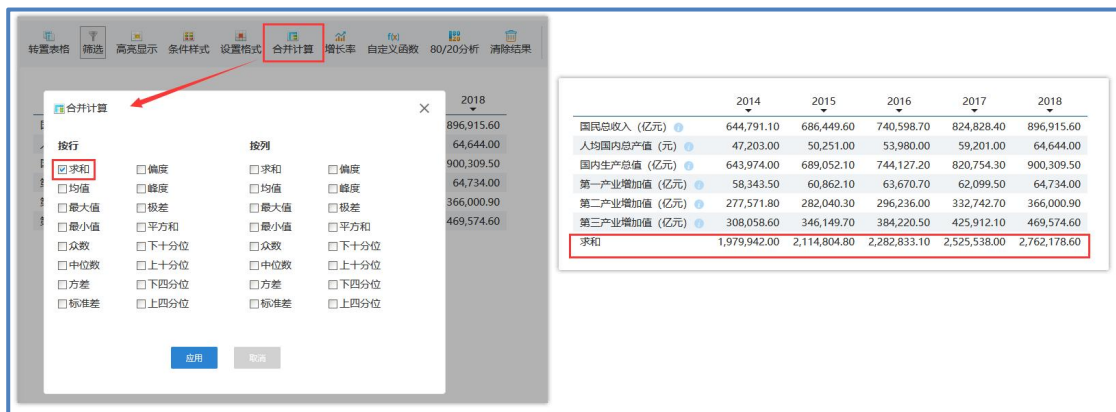 转置表格 筛选 高亮显示 条件样式 设置格式 合并计算 增长率 自定义函数 80/20分析 清除结果
f(x)
2018
合并计算
896,915.60
64,644.00
900,309.50
64,734.00
366,000.90
469,574.60
按行 按列
求和 偏度 求和 偏度
均值 峰度 均值 峰度
最大值 极差 最大值 极差
最小值 平方和 最小值 平方和
众数 下十分位 众数 下十分位
中位数 上十分位 中位数 上十分位
方差 下四分位 方差 下四分位
标准差 上四分位 标准差 上四分位
应用 取消
2014 2015 2016 2017 2018
国民总收入 (亿元) 644,791.10 686,449.60 740,598.70 824,828.40 896,915.60
人均国内总产值 (元) 47,203.00 50,251.00 53,980.00 59,201.00 64,644.00
国内生产总值 (亿元) 643,974.00 689,052.10 744,127.20 820,754.30 900,309.50
第一产业增加值 (亿元) 58,343.50 60,862.10 63,670.70 62,099.50 64,734.00
第二产业增加值 (亿元) 277,571.80 282,040.30 296,236.00 332,742.70 366,000.90
第三产业增加值 (亿元) 308,058.60 346,149.70 384,220.50 425,912.10 469,574.60
求和 1,979,942.00 2,114,804.80 2,282,833.10 2,525,538.00 2,762,178.60